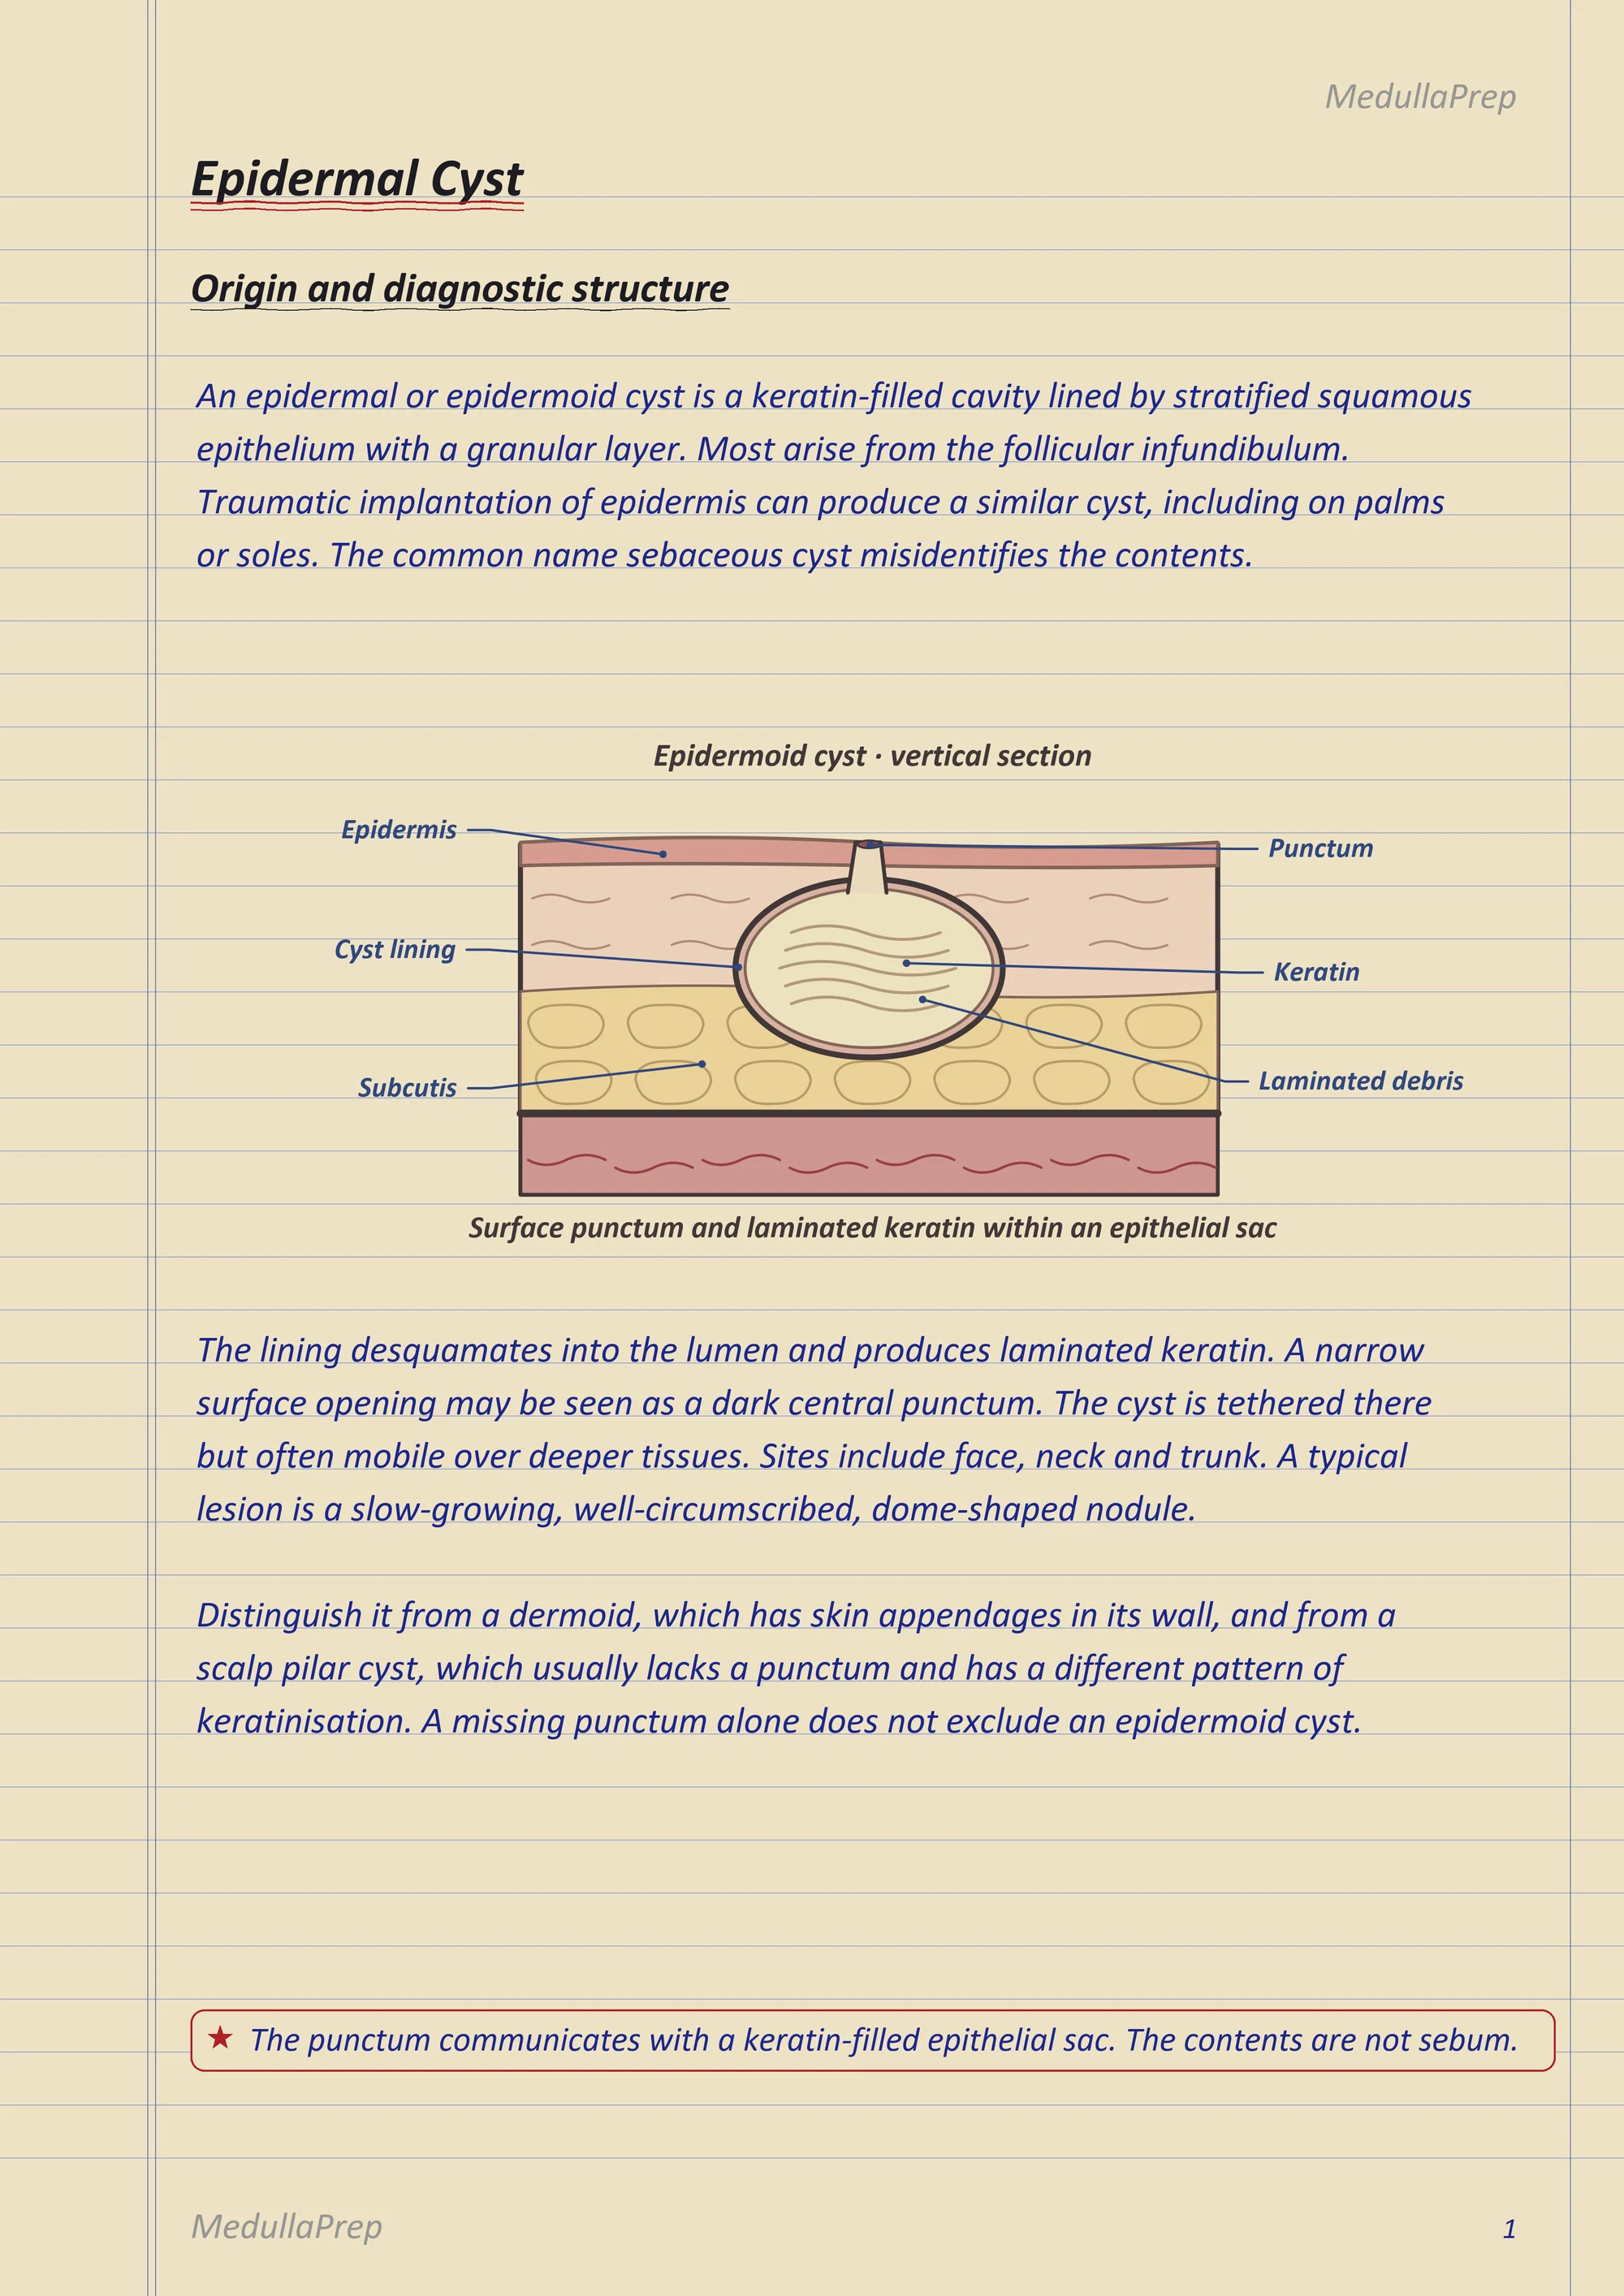 MedullaPrep
Epidermal Cyst
Origin and diagnostic structure
An epidermal or epidermoid cyst is a keratin-filled cavity lined by stratified squamous
epithelium with a granular layer. Most arise from the follicular infundibulum.
Traumatic implantation of epidermis can produce a similar cyst, including on palms
or soles. The common name sebaceous cyst misidentifies the contents.
Epidermoid cyst · vertical section
Epidermis
Punctum
Cyst lining
Keratin
Subcutis
Laminated debris
Surface punctum and laminated keratin within an epithelial sac
The lining desquamates into the lumen and produces laminated keratin. A narrow
surface opening may be seen as a dark central punctum. The cyst is tethered there
but often mobile over deeper tissues. Sites include face, neck and trunk. A typical
lesion is a slow-growing, well-circumscribed, dome-shaped nodule.
Distinguish it from a dermoid, which has skin appendages in its wall, and from a
scalp pilar cyst, which usually lacks a punctum and has a different pattern of
keratinisation. A missing punctum alone does not exclude an epidermoid cyst.
★ The punctum communicates with a keratin-filled epithelial sac. The contents are not sebum.
MedullaPrep
1